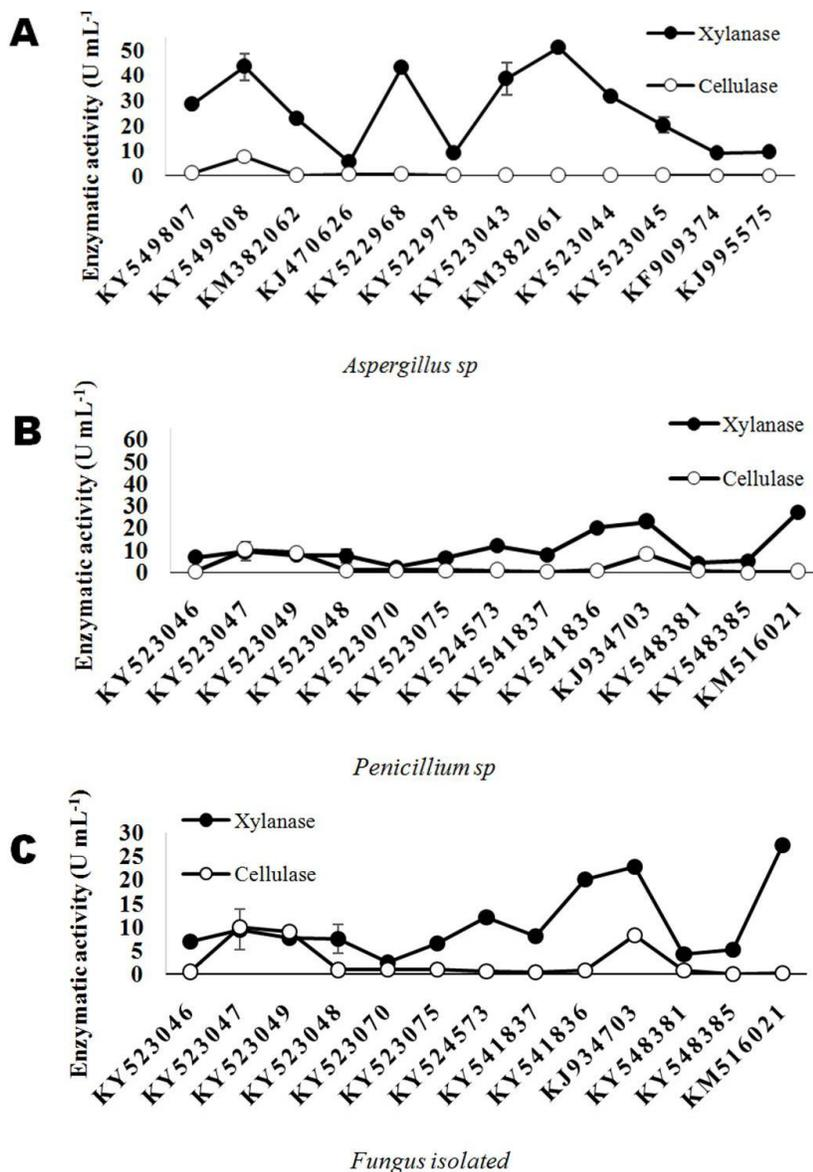 A
Enzymatic activity (U mL-1)
50
40
30
20
10
0
Xylanase
Cellulase
KY549807
KY549808
KM382062
KJ470626
KY522968
KY522978
KY523043
KM382061
KY523044
KY523045
KF909374
KJ995575
Aspergillus sp
B
Enzymatic activity (U mL-1)
60
50
40
30
20
10
0
Xylanase
Cellulase
KY523046
KY523047
KY523049
KY523048
KY523070
KY523075
KY524573
KY541837
KY541836
KJ934703
KY548381
KY548385
KM516021
Penicillium sp
C
Enzymatic activity (U mL-1)
30
25
20
15
10
5
0
Xylanase
Cellulase
KY523046
KY523047
KY523049
KY523048
KY523070
KY523075
KY524573
KY541837
KY541836
KJ934703
KY548381
KY548385
KM516021
Fungus isolated